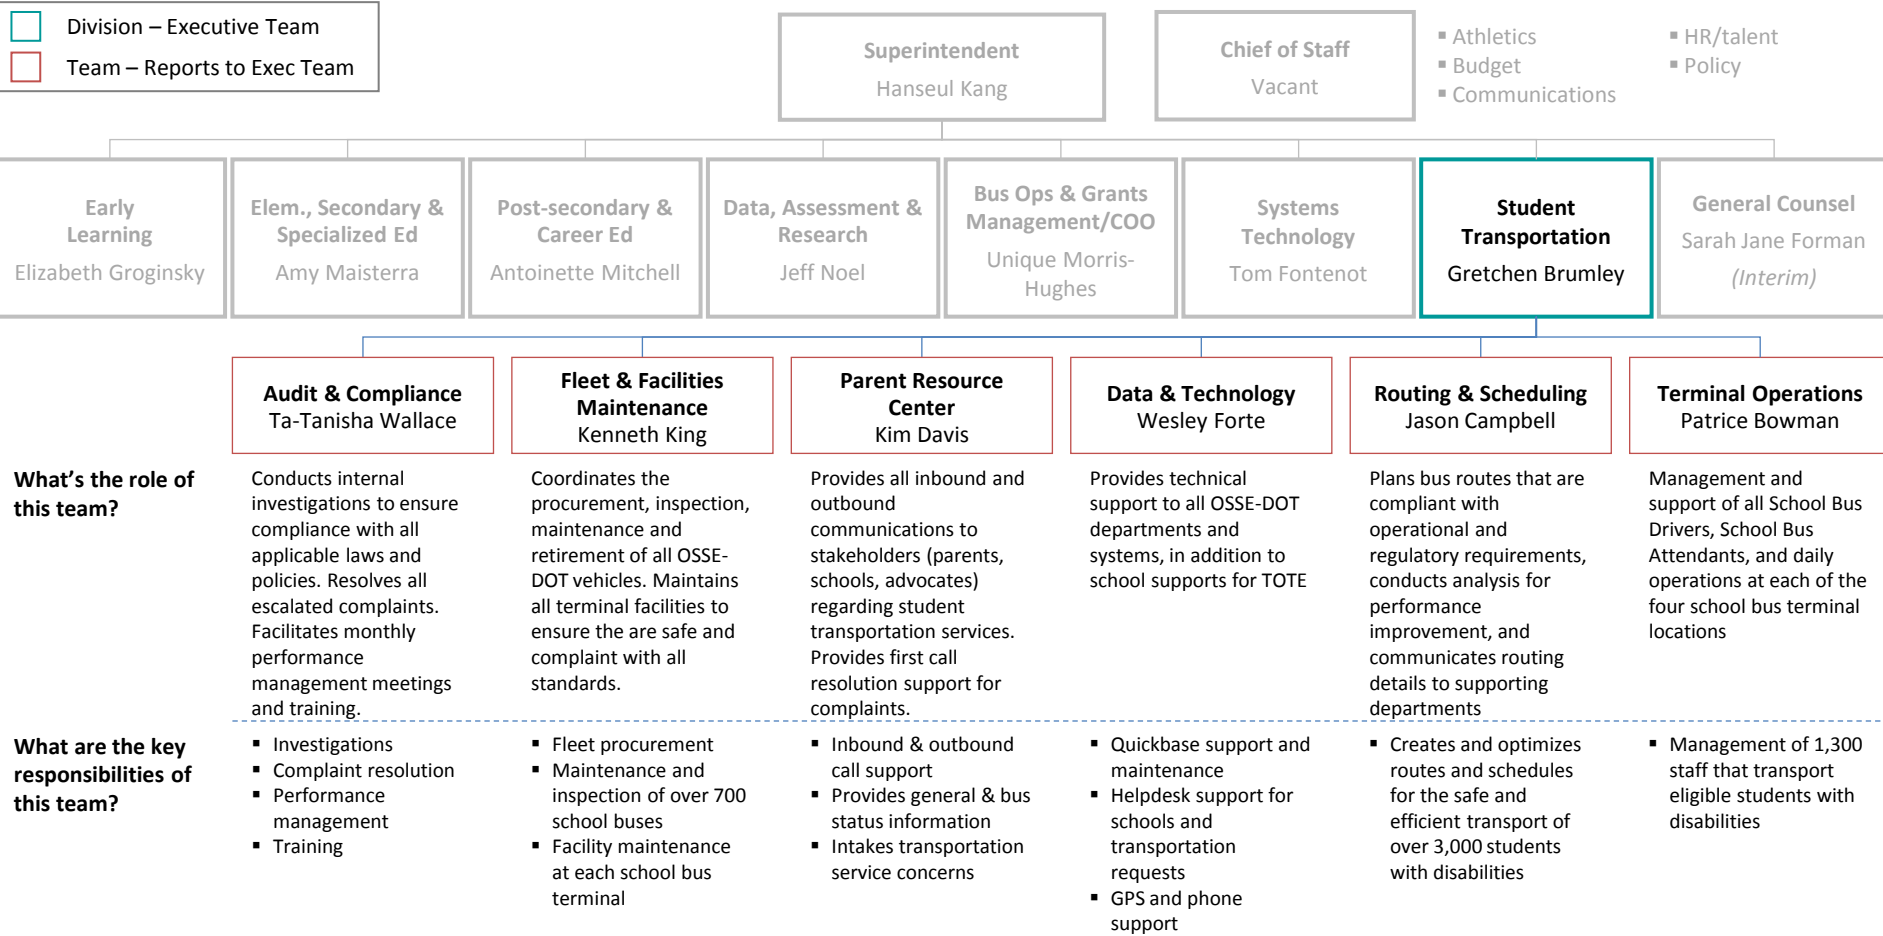 Division – Executive Team
Team – Reports to Exec Team
Superintendent
Hanseul Kang
Chief of Staff
Vacant
▪ Athletics
▪ Budget
▪ Communications
▪ HR/talent
▪ Policy
Early
Learning
Elizabeth Groginsky
Elem., Secondary &
Specialized Ed
Amy Maisterra
Post-secondary &
Career Ed
Antoinette Mitchell
Data, Assessment &
Research
Jeff Noel
Bus Ops & Grants
Management/COO
Unique Morris-
Hughes
Systems
Technology
Tom Fontenot
Student
Transportation
Gretchen Brumley
General Counsel
Sarah Jane Forman
(Interim)
Audit & Compliance
Ta-Tanisha Wallace
Fleet & Facilities
Maintenance
Kenneth King
Parent Resource
Center
Kim Davis
Data & Technology
Wesley Forte
Routing & Scheduling
Jason Campbell
Terminal Operations
Patrice Bowman
What's the role of
this team?
Conducts internal
investigations to ensure
compliance with all
applicable laws and
policies. Resolves all
escalated complaints.
Facilitates monthly
performance
management meetings
and training.
Coordinates the
procurement, inspection,
maintenance and
retirement of all OSSE-
DOT vehicles. Maintains
all terminal facilities to
ensure the are safe and
complaint with all
standards.
Provides all inbound and
outbound
communications to
stakeholders (parents,
schools, advocates)
regarding student
transportation services.
Provides first call
resolution support for
complaints.
Provides technical
support to all OSSE-DOT
departments and
systems, in addition to
school supports for TOTE
Plans bus routes that are
compliant with
operational and
regulatory requirements,
conducts analysis for
performance
improvement, and
communicates routing
details to supporting
departments
Management and
support of all School Bus
Drivers, School Bus
Attendants, and daily
operations at each of the
four school bus terminal
locations
What are the key
responsibilities of
this team?
▪ Investigations
▪ Complaint resolution
▪ Performance
management
▪ Training
▪ Fleet procurement
▪ Maintenance and
inspection of over 700
school buses
▪ Facility maintenance
at each school bus
terminal
▪ Inbound & outbound
call support
▪ Provides general & bus
status information
▪ Intakes transportation
service concerns
▪ Quickbase support and
maintenance
▪ Helpdesk support for
schools and
transportation
requests
▪ GPS and phone
support
▪ Creates and optimizes
routes and schedules
for the safe and
efficient transport of
over 3,000 students
with disabilities
▪ Management of 1,300
staff that transport
eligible students with
disabilities